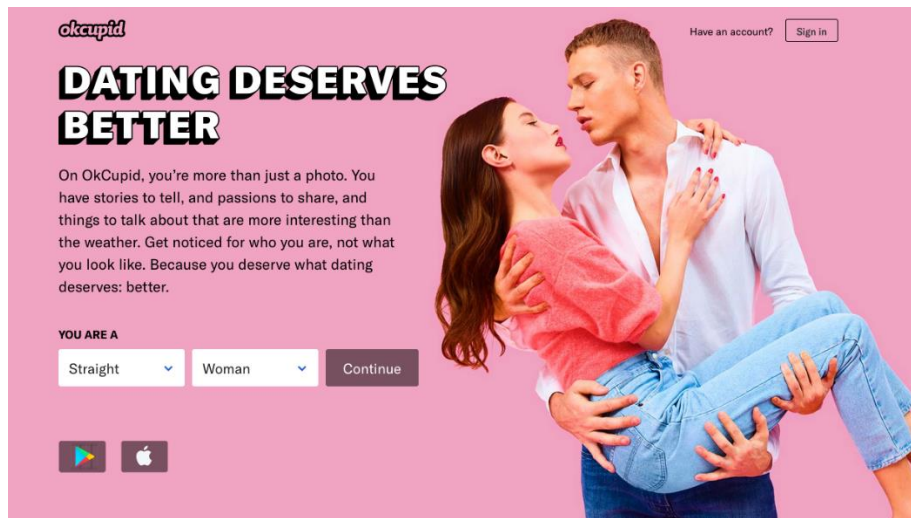 okcupid
Have an account? Sign in
DATING DESERVES
BETTER
On OkCupid, you’re more than just a photo. You
have stories to tell, and passions to share, and
things to talk about that are more interesting than
the weather. Get noticed for who you are, not what
you look like. Because you deserve what dating
deserves: better.
YOU ARE A
Straight Woman Continue